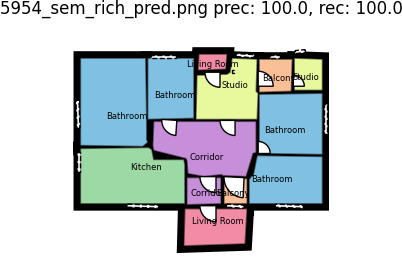 5954_sem_rich_pred.png prec: 100.0, rec: 100.0
Living Room
Balcony
Studio
Studio
Bathroom
Bathroom
Bathroom
Corridor
Kitchen
Bathroom
Corridor
Balcony
Living Room